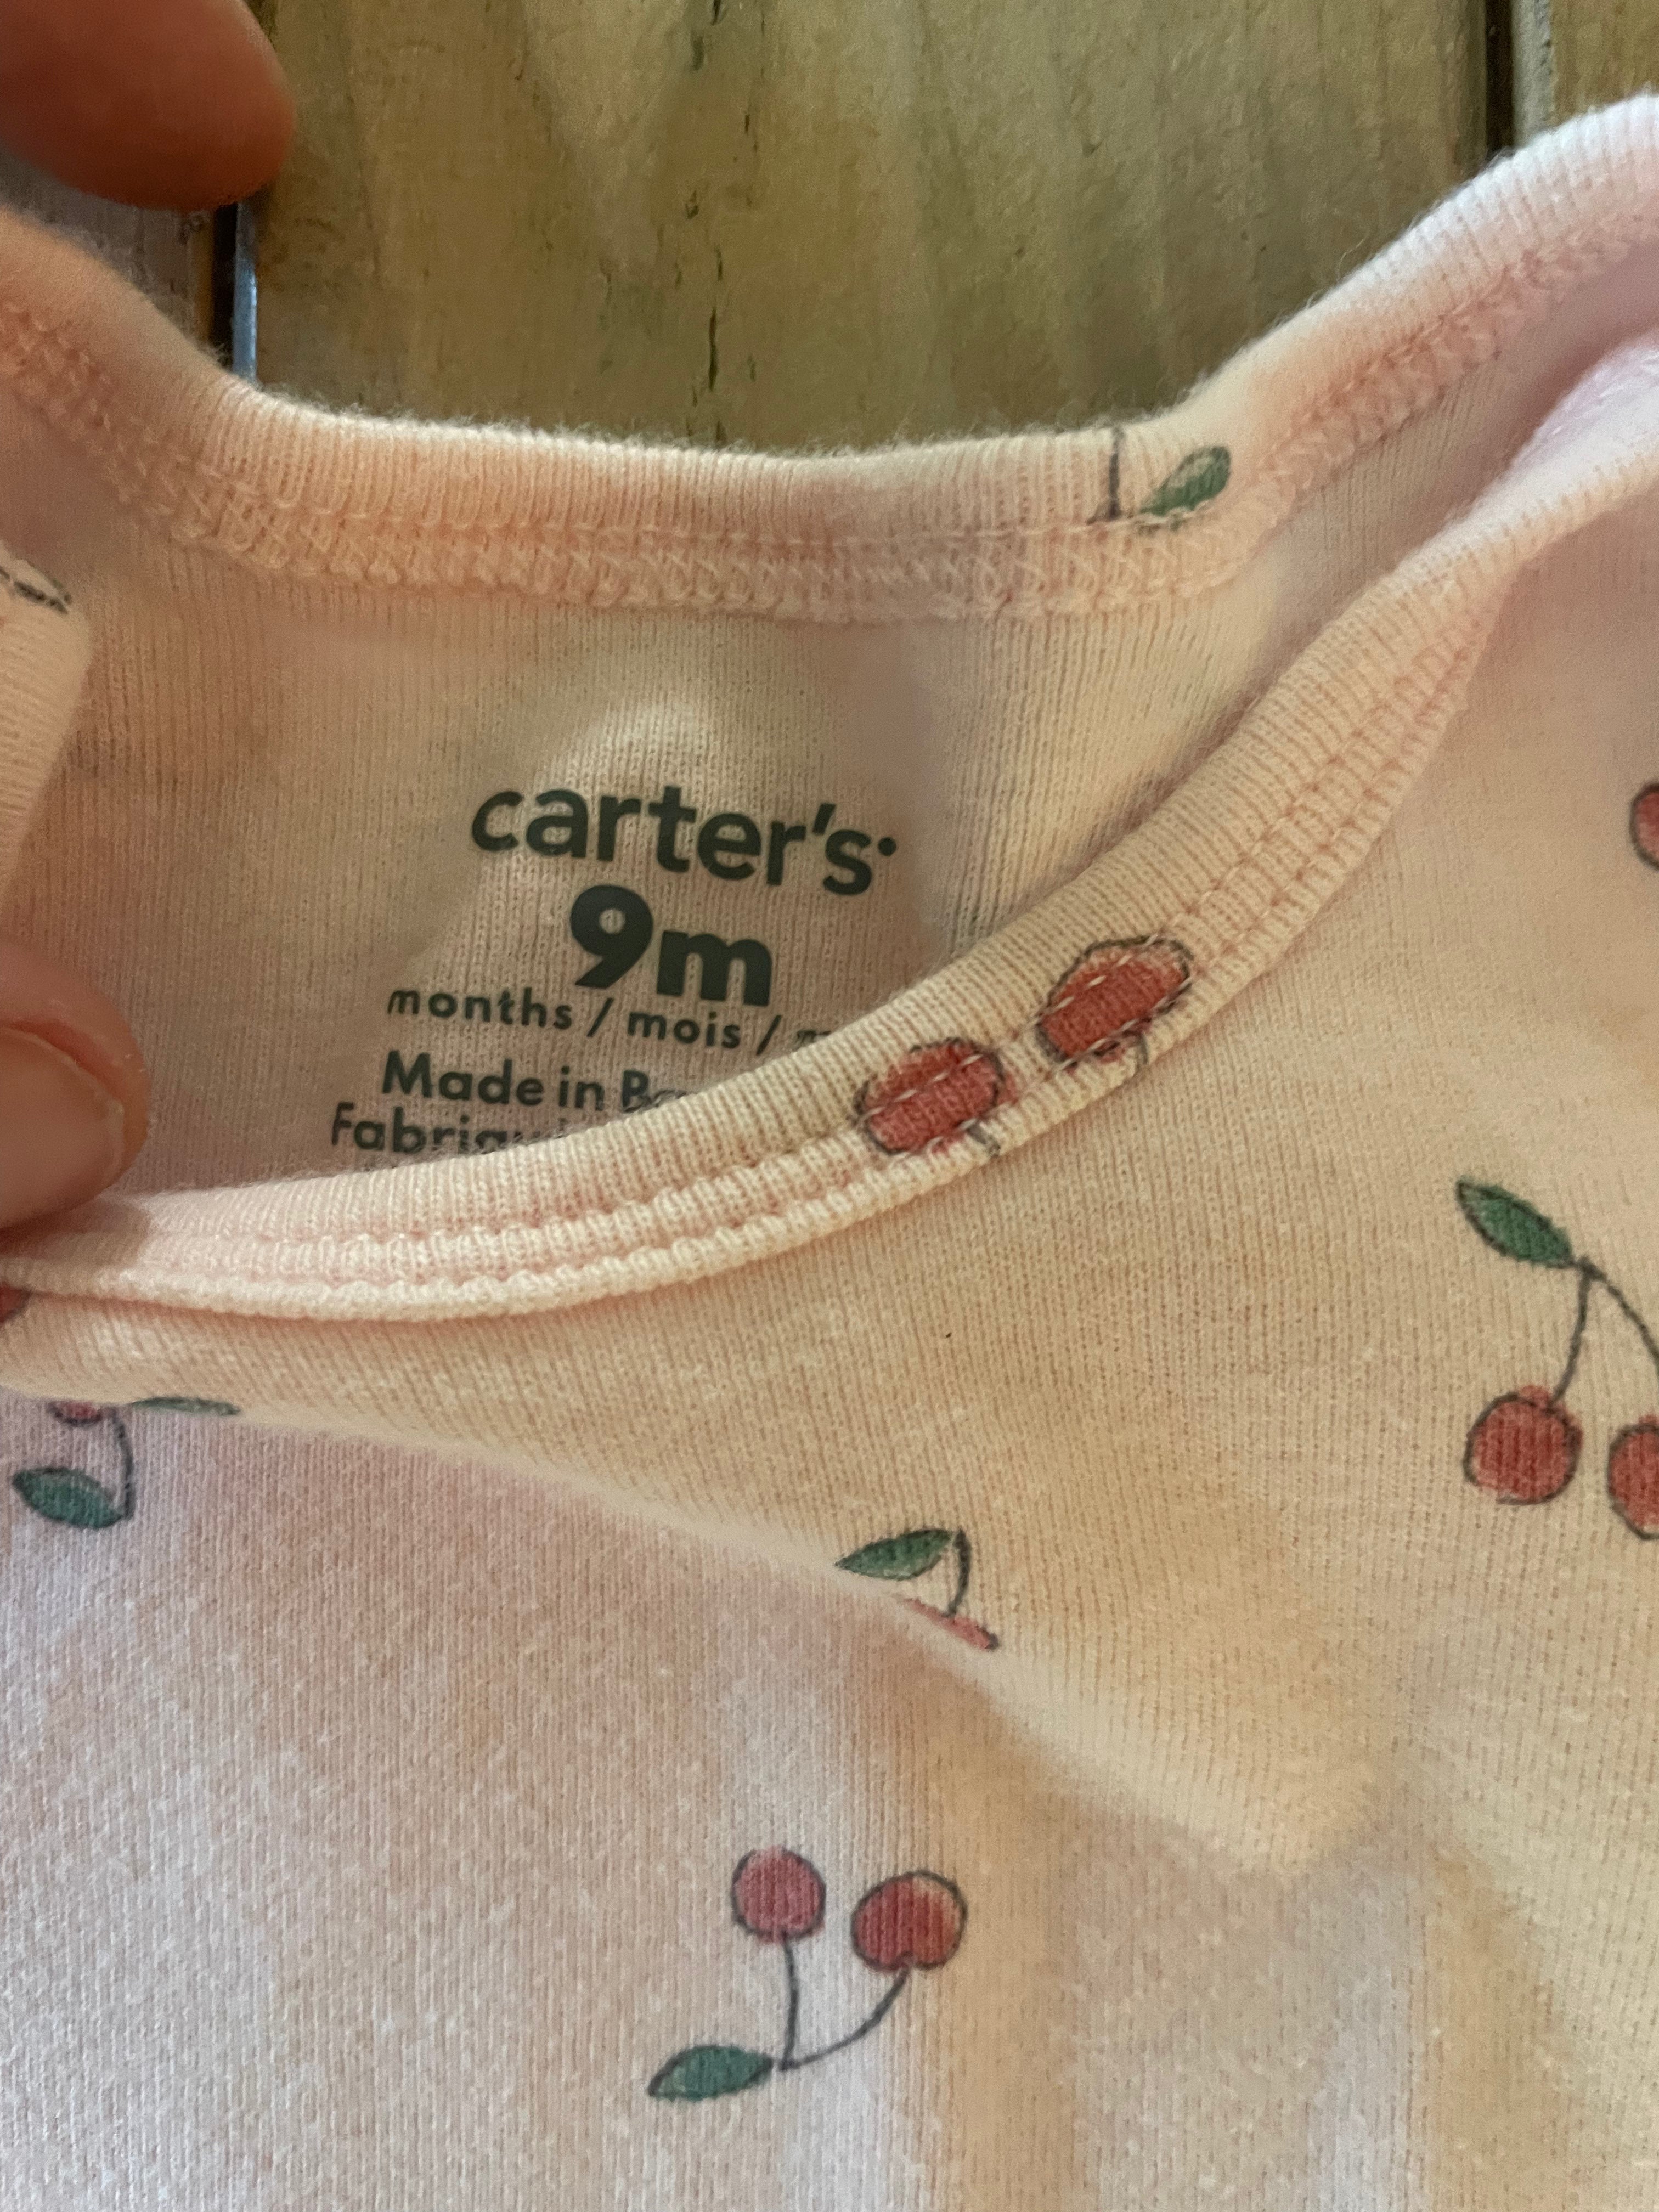 carter's
9m
months / mois /
Made in